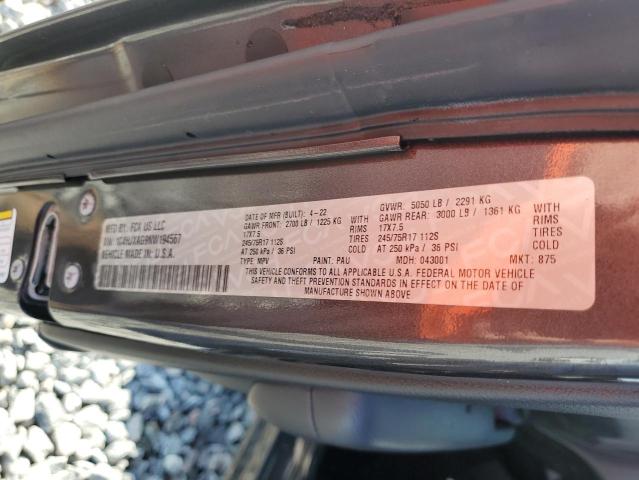 MFD. BY: FCA US LLC
VIN: 1C4HJXAG9NW194567
VEHICLE MADE IN U.S.A.
DATE OF MFR (BUILT): 4-22
GAWR FRONT: 2700 LB / 1225 KG WITH
17X7.5 RIMS
245/75R17 112S TIRES
AT 250 kPa / 36 PSI COLD
GVWR: 5050 LB / 2291 KG
GAWR REAR: 3000 LB / 1361 KG WITH
17X7.5 RIMS
245/75R17 112S TIRES
AT 250 kPa / 36 PSI COLD
TYPE: MPV PAINT: PAU MDH: 043001 MKT: 875
THIS VEHICLE CONFORMS TO ALL APPLICABLE U.S.A. FEDERAL MOTOR VEHICLE
SAFETY AND THEFT PREVENTION STANDARDS IN EFFECT ON THE DATE OF
MANUFACTURE SHOWN ABOVE